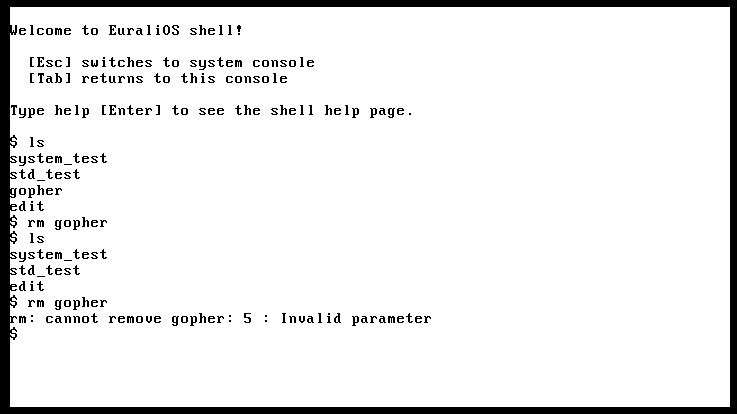 Welcome to EuraliOS shell!
[Esc] switches to system console
[Tab] returns to this console
Type help [Enter] to see the shell help page.
$ ls
system_test
std_test
gopher
edit
$ rm gopher
$ ls
system_test
std_test
edit
$ rm gopher
rm: cannot remove gopher: 5 : Invalid parameter
$